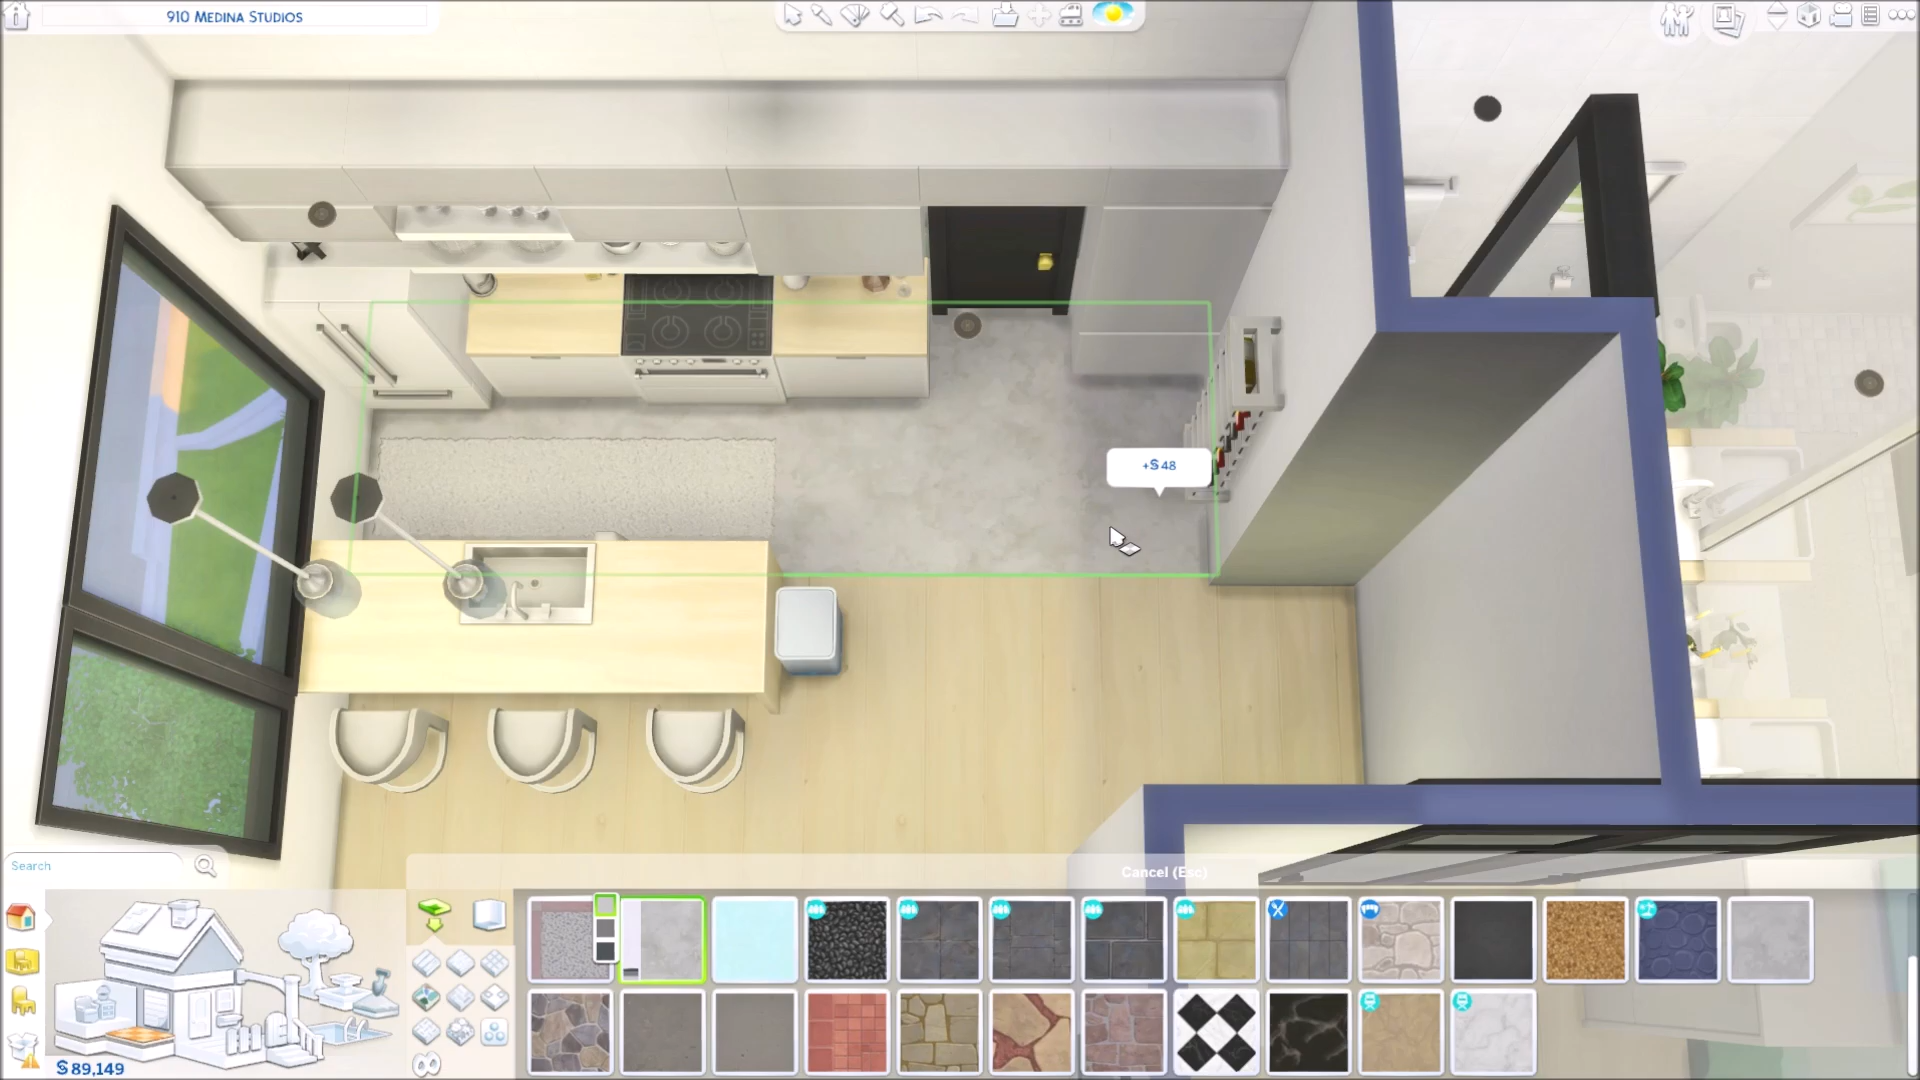 910 MEDINA STUDIOS
+§48
Cancel (Esc)
Search
§89,149